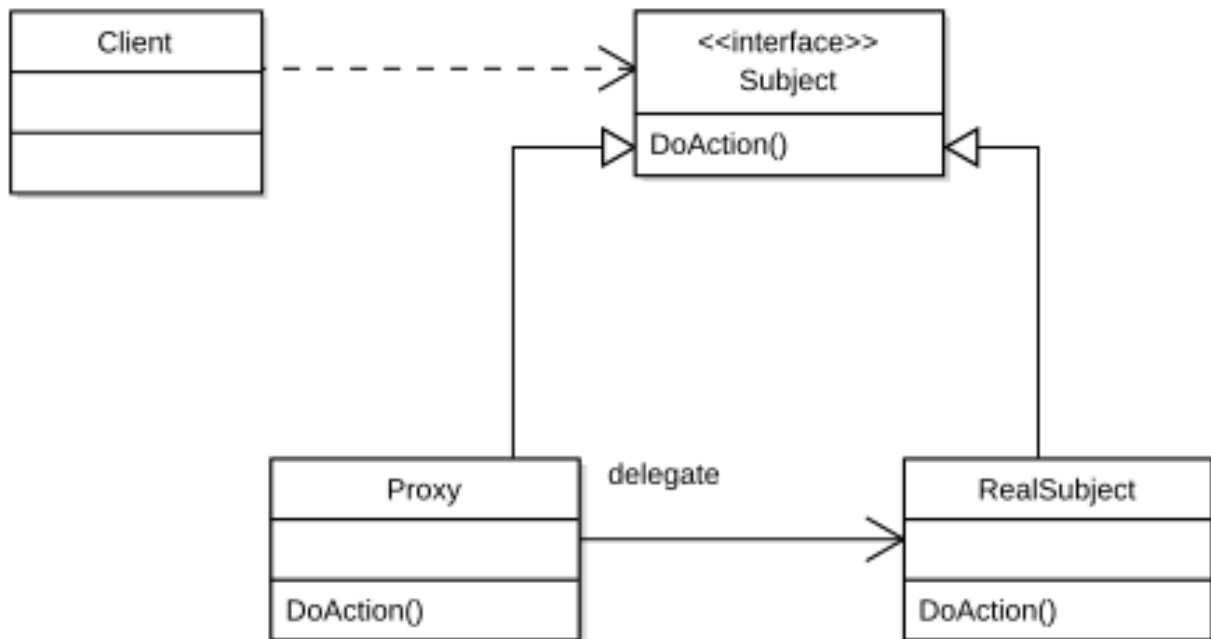 Client
<<interface>>
Subject
DoAction()
delegate
Proxy
RealSubject
DoAction()
DoAction()